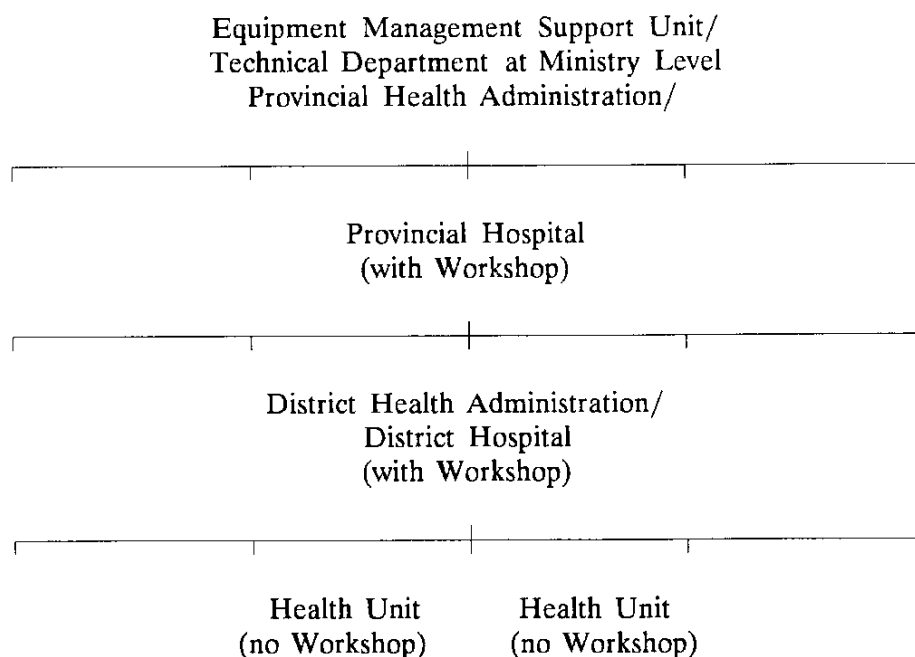 Equipment Management Support Unit/
Technical Department at Ministry Level
Provincial Health Administration/
Provincial Hospital
(with Workshop)
District Health Administration/
District Hospital
(with Workshop)
Health Unit Health Unit
(no Workshop) (no Workshop)